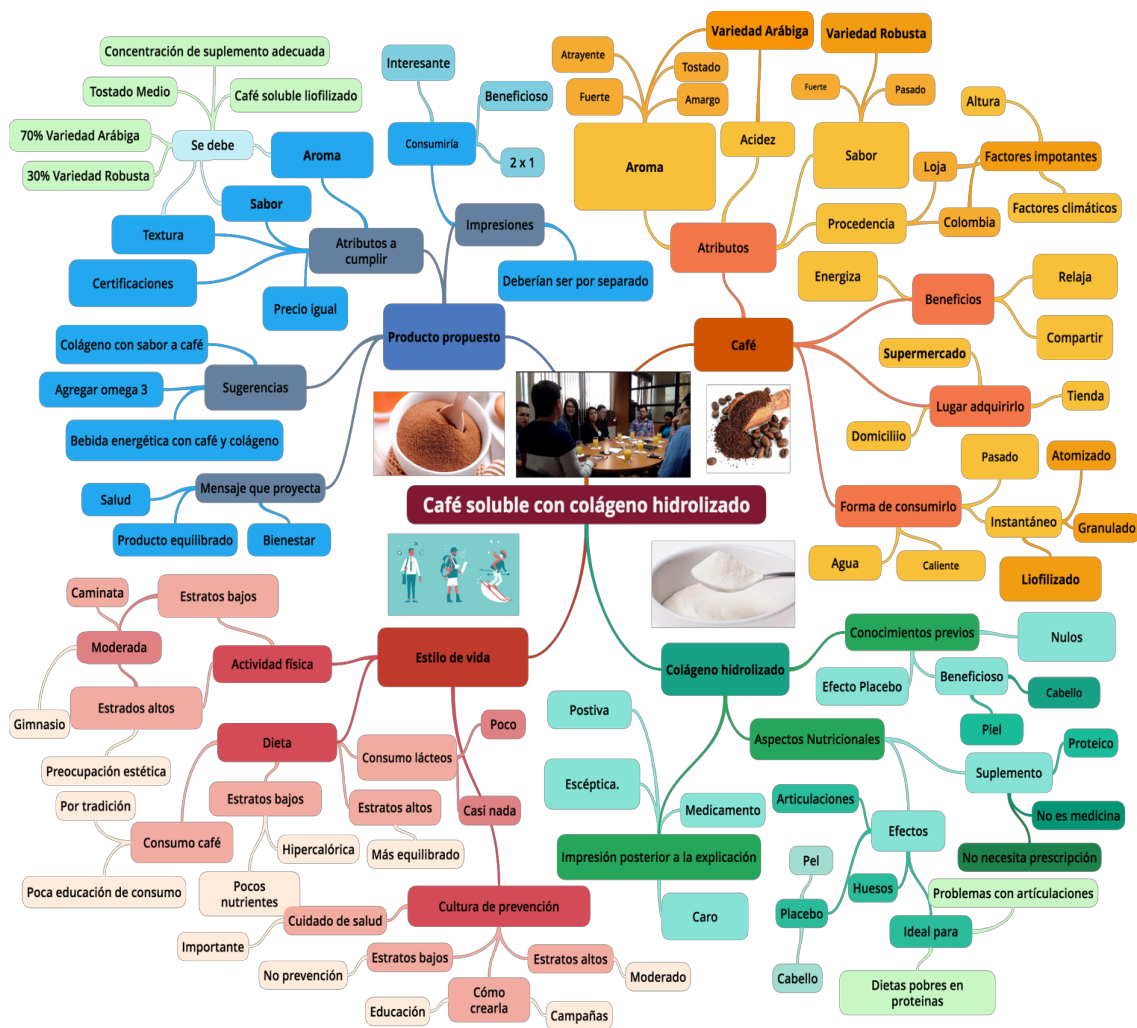 Café soluble con colágeno hidrolizado
Producto propuesto
Impresiones
Consumiría
Interesante
Beneficioso
2 x 1
Deberían ser por separado
Atributos a
cumplir
Aroma
Sabor
Se debe
Concentración de suplemento adecuada
Tostado Medio
Café soluble liofilizado
70% Variedad Arábiga
30% Variedad Robusta
Textura
Certificaciones
Precio igual
Sugerencias
Colágeno con sabor a café
Agregar omega 3
Bebida energética con café y colágeno
Mensaje que proyecta
Salud
Producto equilibrado
Bienestar
Café
Atributos
Aroma
Atrayente
Fuerte
Variedad Arábiga
Tostado
Amargo
Acidez
Sabor
Variedad Robusta
Fuerte
Pasado
Procedencia
Loja
Colombia
Factores impotantes
Altura
Factores climáticos
Beneficios
Energiza
Relaja
Compartir
Lugar adquirirlo
Supermercado
Tienda
Domiciliio
Forma de consumirlo
Pasado
Instantáneo
Atomizado
Granulado
Liofilizado
Agua
Caliente
Estilo de vida
Actividad física
Estratos bajos
Caminata
Moderada
Gimnasio
Estrados altos
Preocupación estética
Dieta
Consumo lácteos
Poco
Casi nada
Estratos bajos
Hipercalórica
Pocos
nutrientes
Estratos altos
Más equilibrado
Consumo café
Por tradición
Poca educación de consumo
Cultura de prevención
Cuidado de salud
Importante
Estratos bajos
No prevención
Estratos altos
Moderado
Cómo
crearla
Educación
Campañas
Colágeno hidrolizado
Conocimientos previos
Nulos
Efecto Placebo
Beneficioso
Cabello
Piel
Aspectos Nutricionales
Suplemento
Proteico
No es medicina
No necesita prescripción
Efectos
Articulaciones
Huesos
Placebo
Pel
Cabello
Ideal para
Problemas con artículaciones
Dietas pobres en
proteinas
Impresión posterior a la explicación
Postiva
Escéptica.
Medicamento
Caro